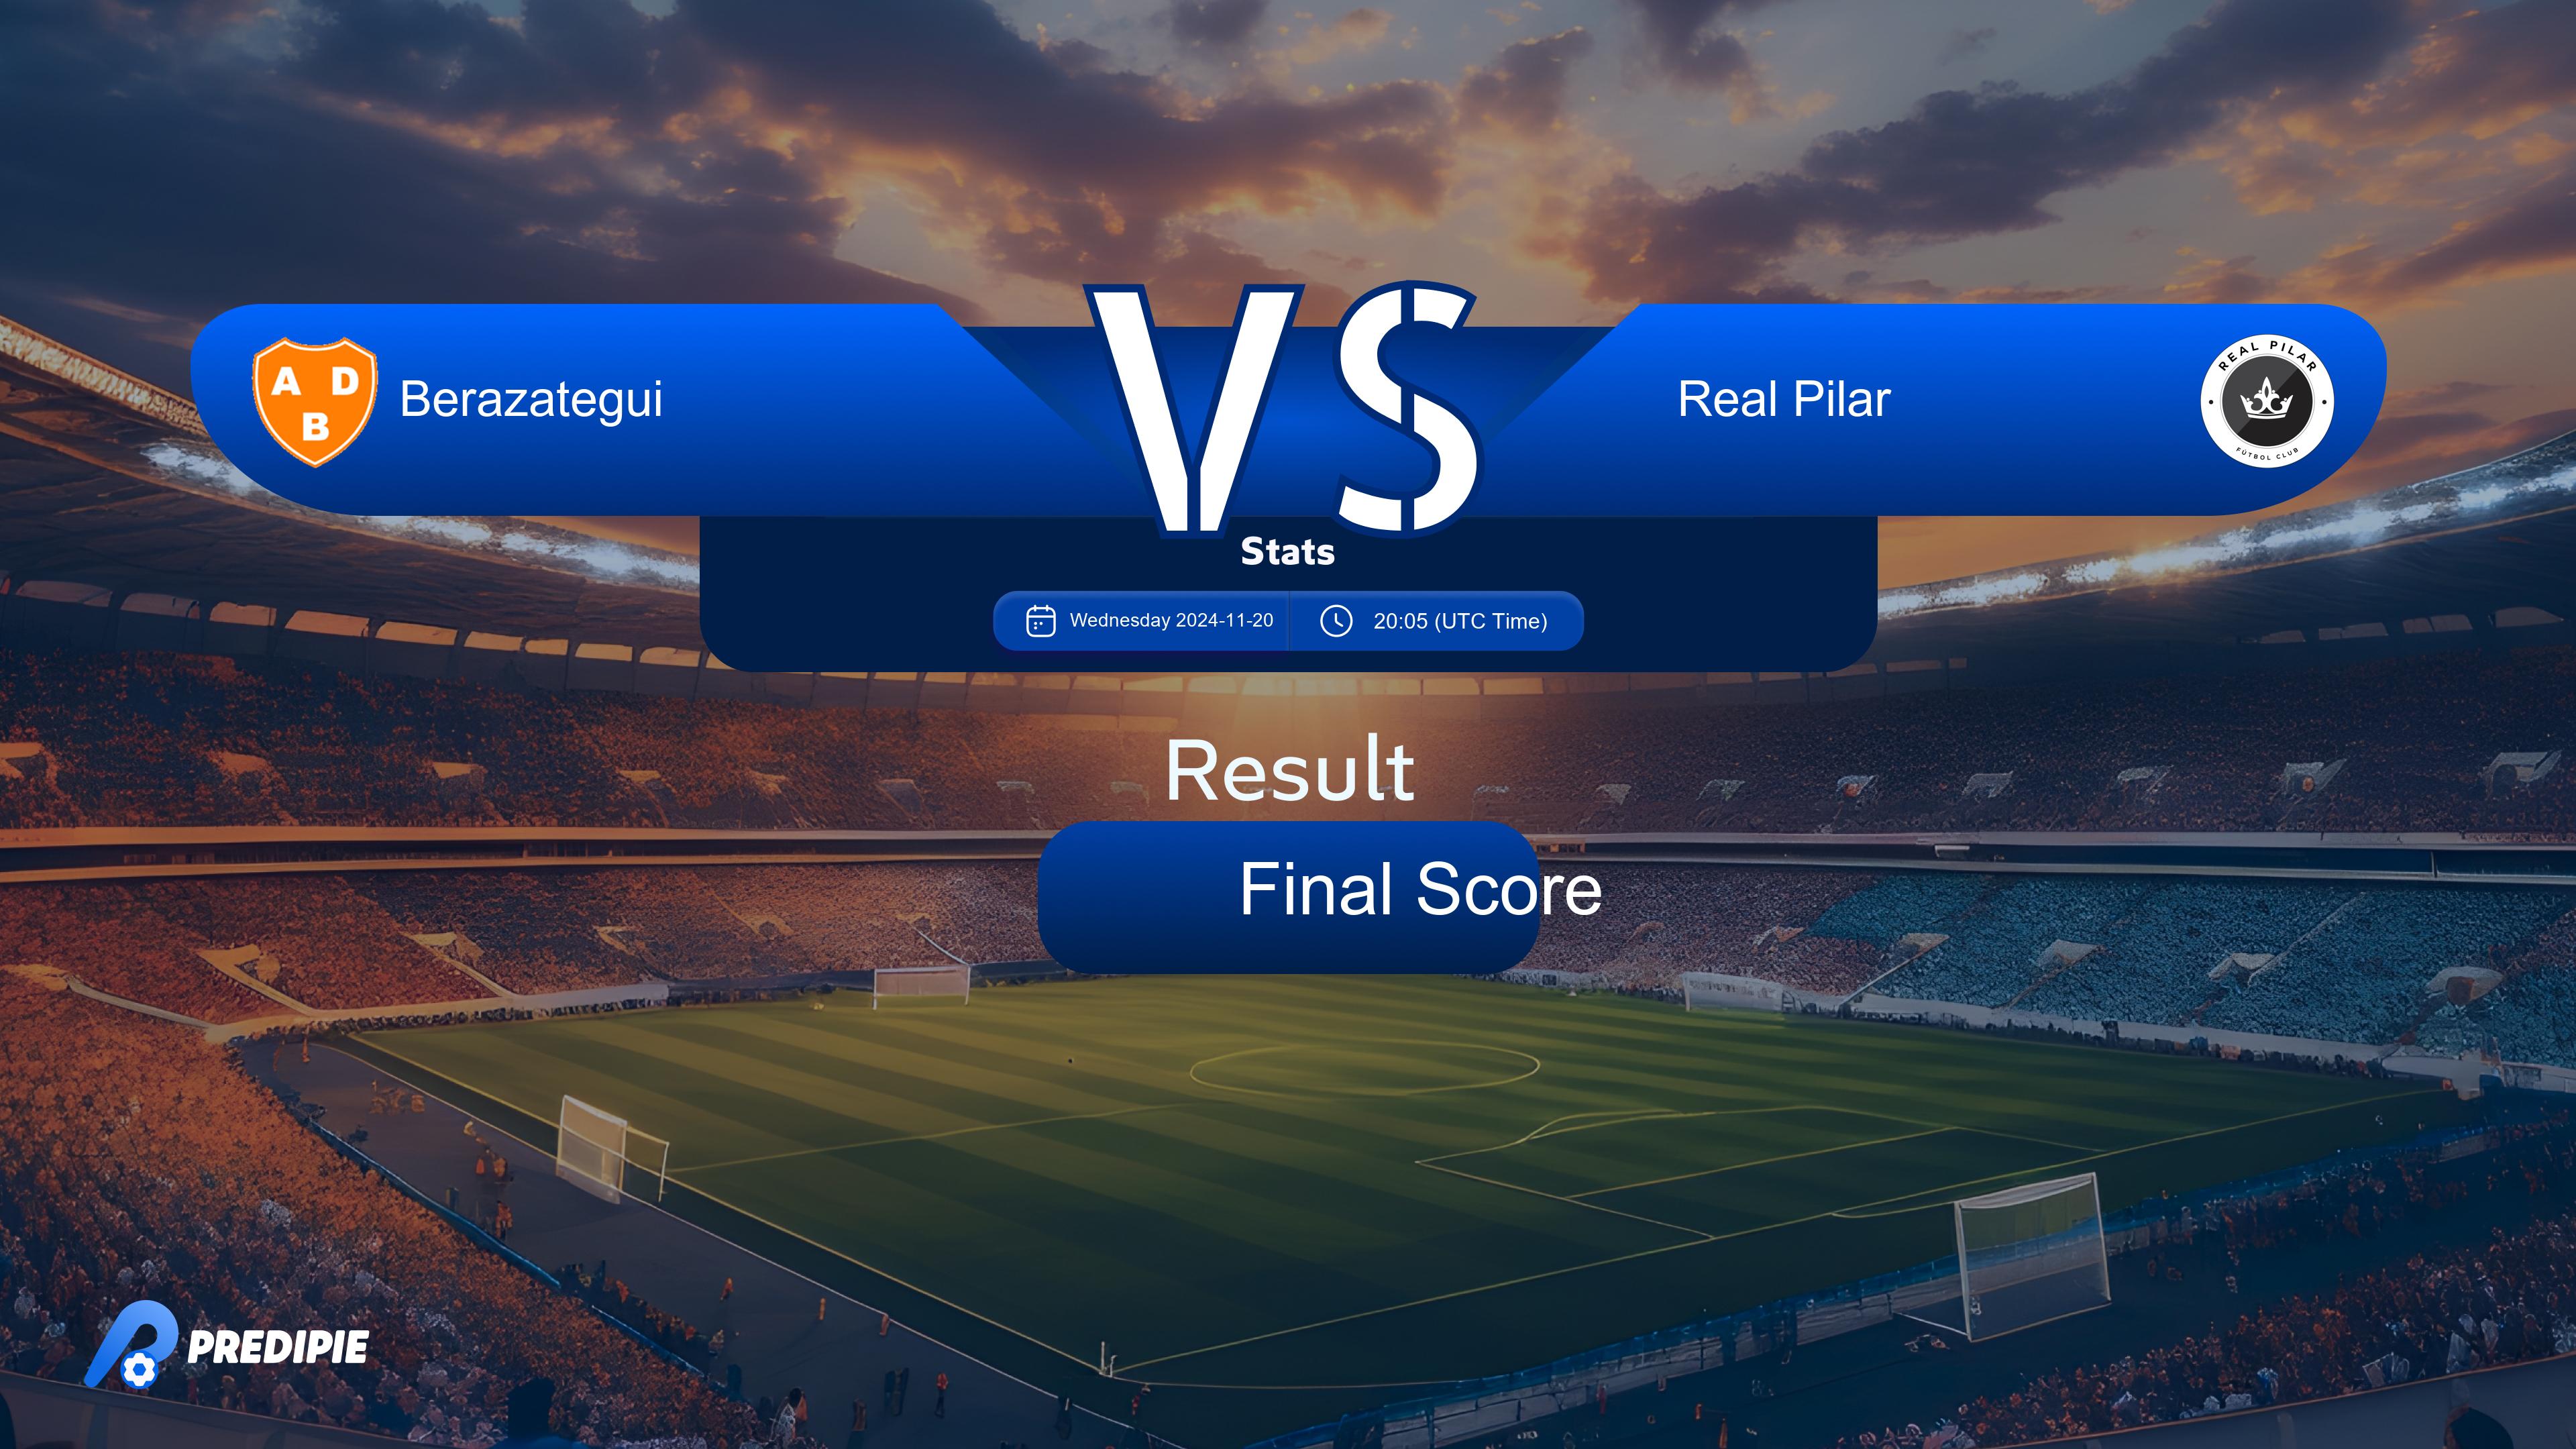 VS
A D
B
Berazategui
Real Pilar
REAL PILAR
FÚTBOL CLUB
Stats
Wednesday 2024-11-20
20:05 (UTC Time)
Result
Final Score
PREDIPIE